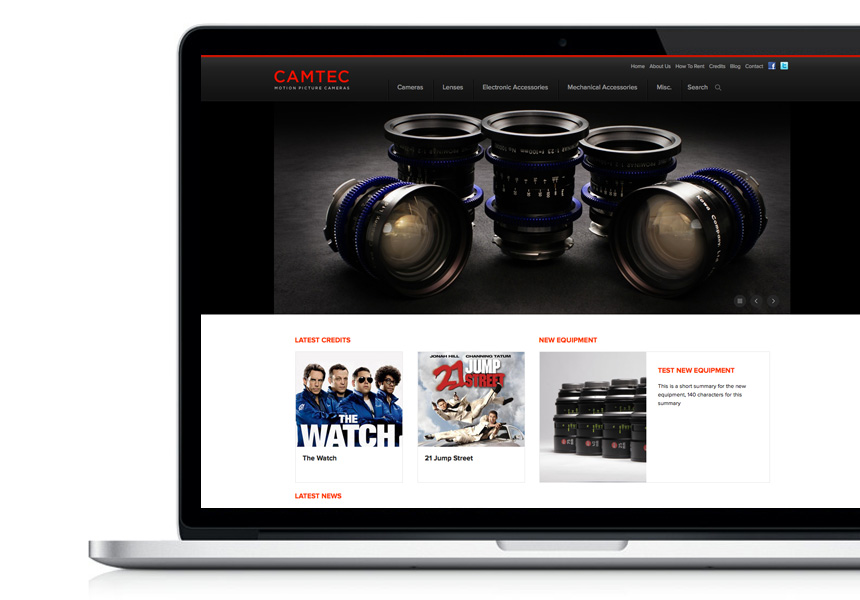 Home About Us How To Rent Credits Blog Contact
CAMTEC
MOTION PICTURE CAMERAS
Cameras Lenses Electronic Accessories Mechanical Accessories Misc. Search
LATEST CREDITS
THE
WATCH
The Watch
JONAH HILL CHANNING TATUM
21 JUMP
STREET
21 Jump Street
NEW EQUIPMENT
TEST NEW EQUIPMENT
This is a short summary for the new
equipment, 140 characters for this
summary
LATEST NEWS